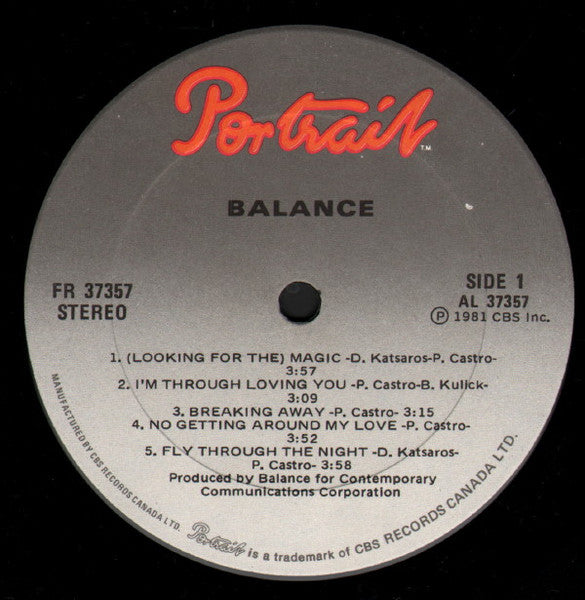 Portrait
T.M.
BALANCE
FR 37357
STEREO
SIDE 1
AL 37357
Ⓟ 1981 CBS Inc.
1. (LOOKING FOR THE) MAGIC -D. Katsaros-P. Castro-
3:57
2. I'M THROUGH LOVING YOU -P. Castro-B. Kulick-
3:09
3. BREAKING AWAY -P. Castro- 3:15
4. NO GETTING AROUND MY LOVE -P. Castro-
3:52
5. FLY THROUGH THE NIGHT -D. Katsaros-
P. Castro- 3:58
Produced by Balance for Contemporary
Communications Corporation
MANUFACTURED BY CBS RECORDS CANADA LTD.
Portrait is a trademark of CBS RECORDS CANADA LTD.